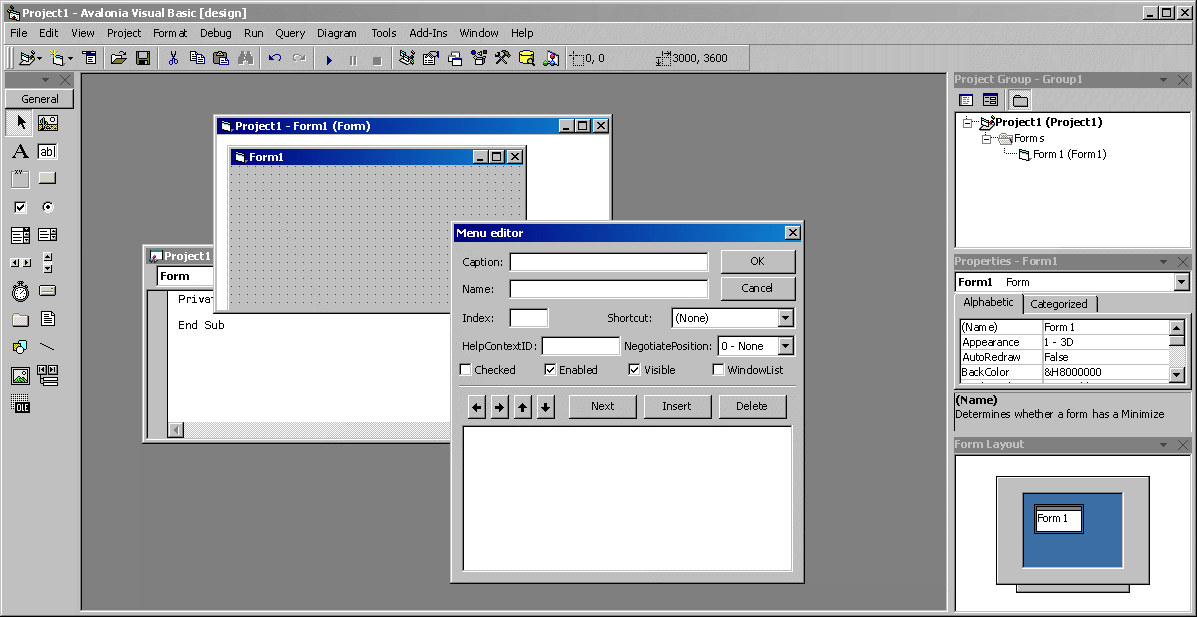 Project1 - Avalonia Visual Basic [design]
File Edit View Project Format Debug Run Query Diagram Tools Add-Ins Window Help
0, 0 3000, 3600
General
A ab|
xy
OLE
Project1 - Form1 (Form)
Form1
Project1
Form
End Sub
Menu editor
Caption: OK
Name: Cancel
Index: Shortcut: (None)
HelpContextID: NegotiatePosition: 0 - None
Checked Enabled Visible WindowList
Next Insert Delete
Project Group - Group1
Project1 (Project1)
Forms
Form1 (Form1)
Properties - Form1
Form1 Form
Alphabetic Categorized
(Name) Form1
Appearance 1 - 3D
AutoRedraw False
BackColor &H8000000
(Name)
Determines whether a form has a Minimize
Form Layout
Form1